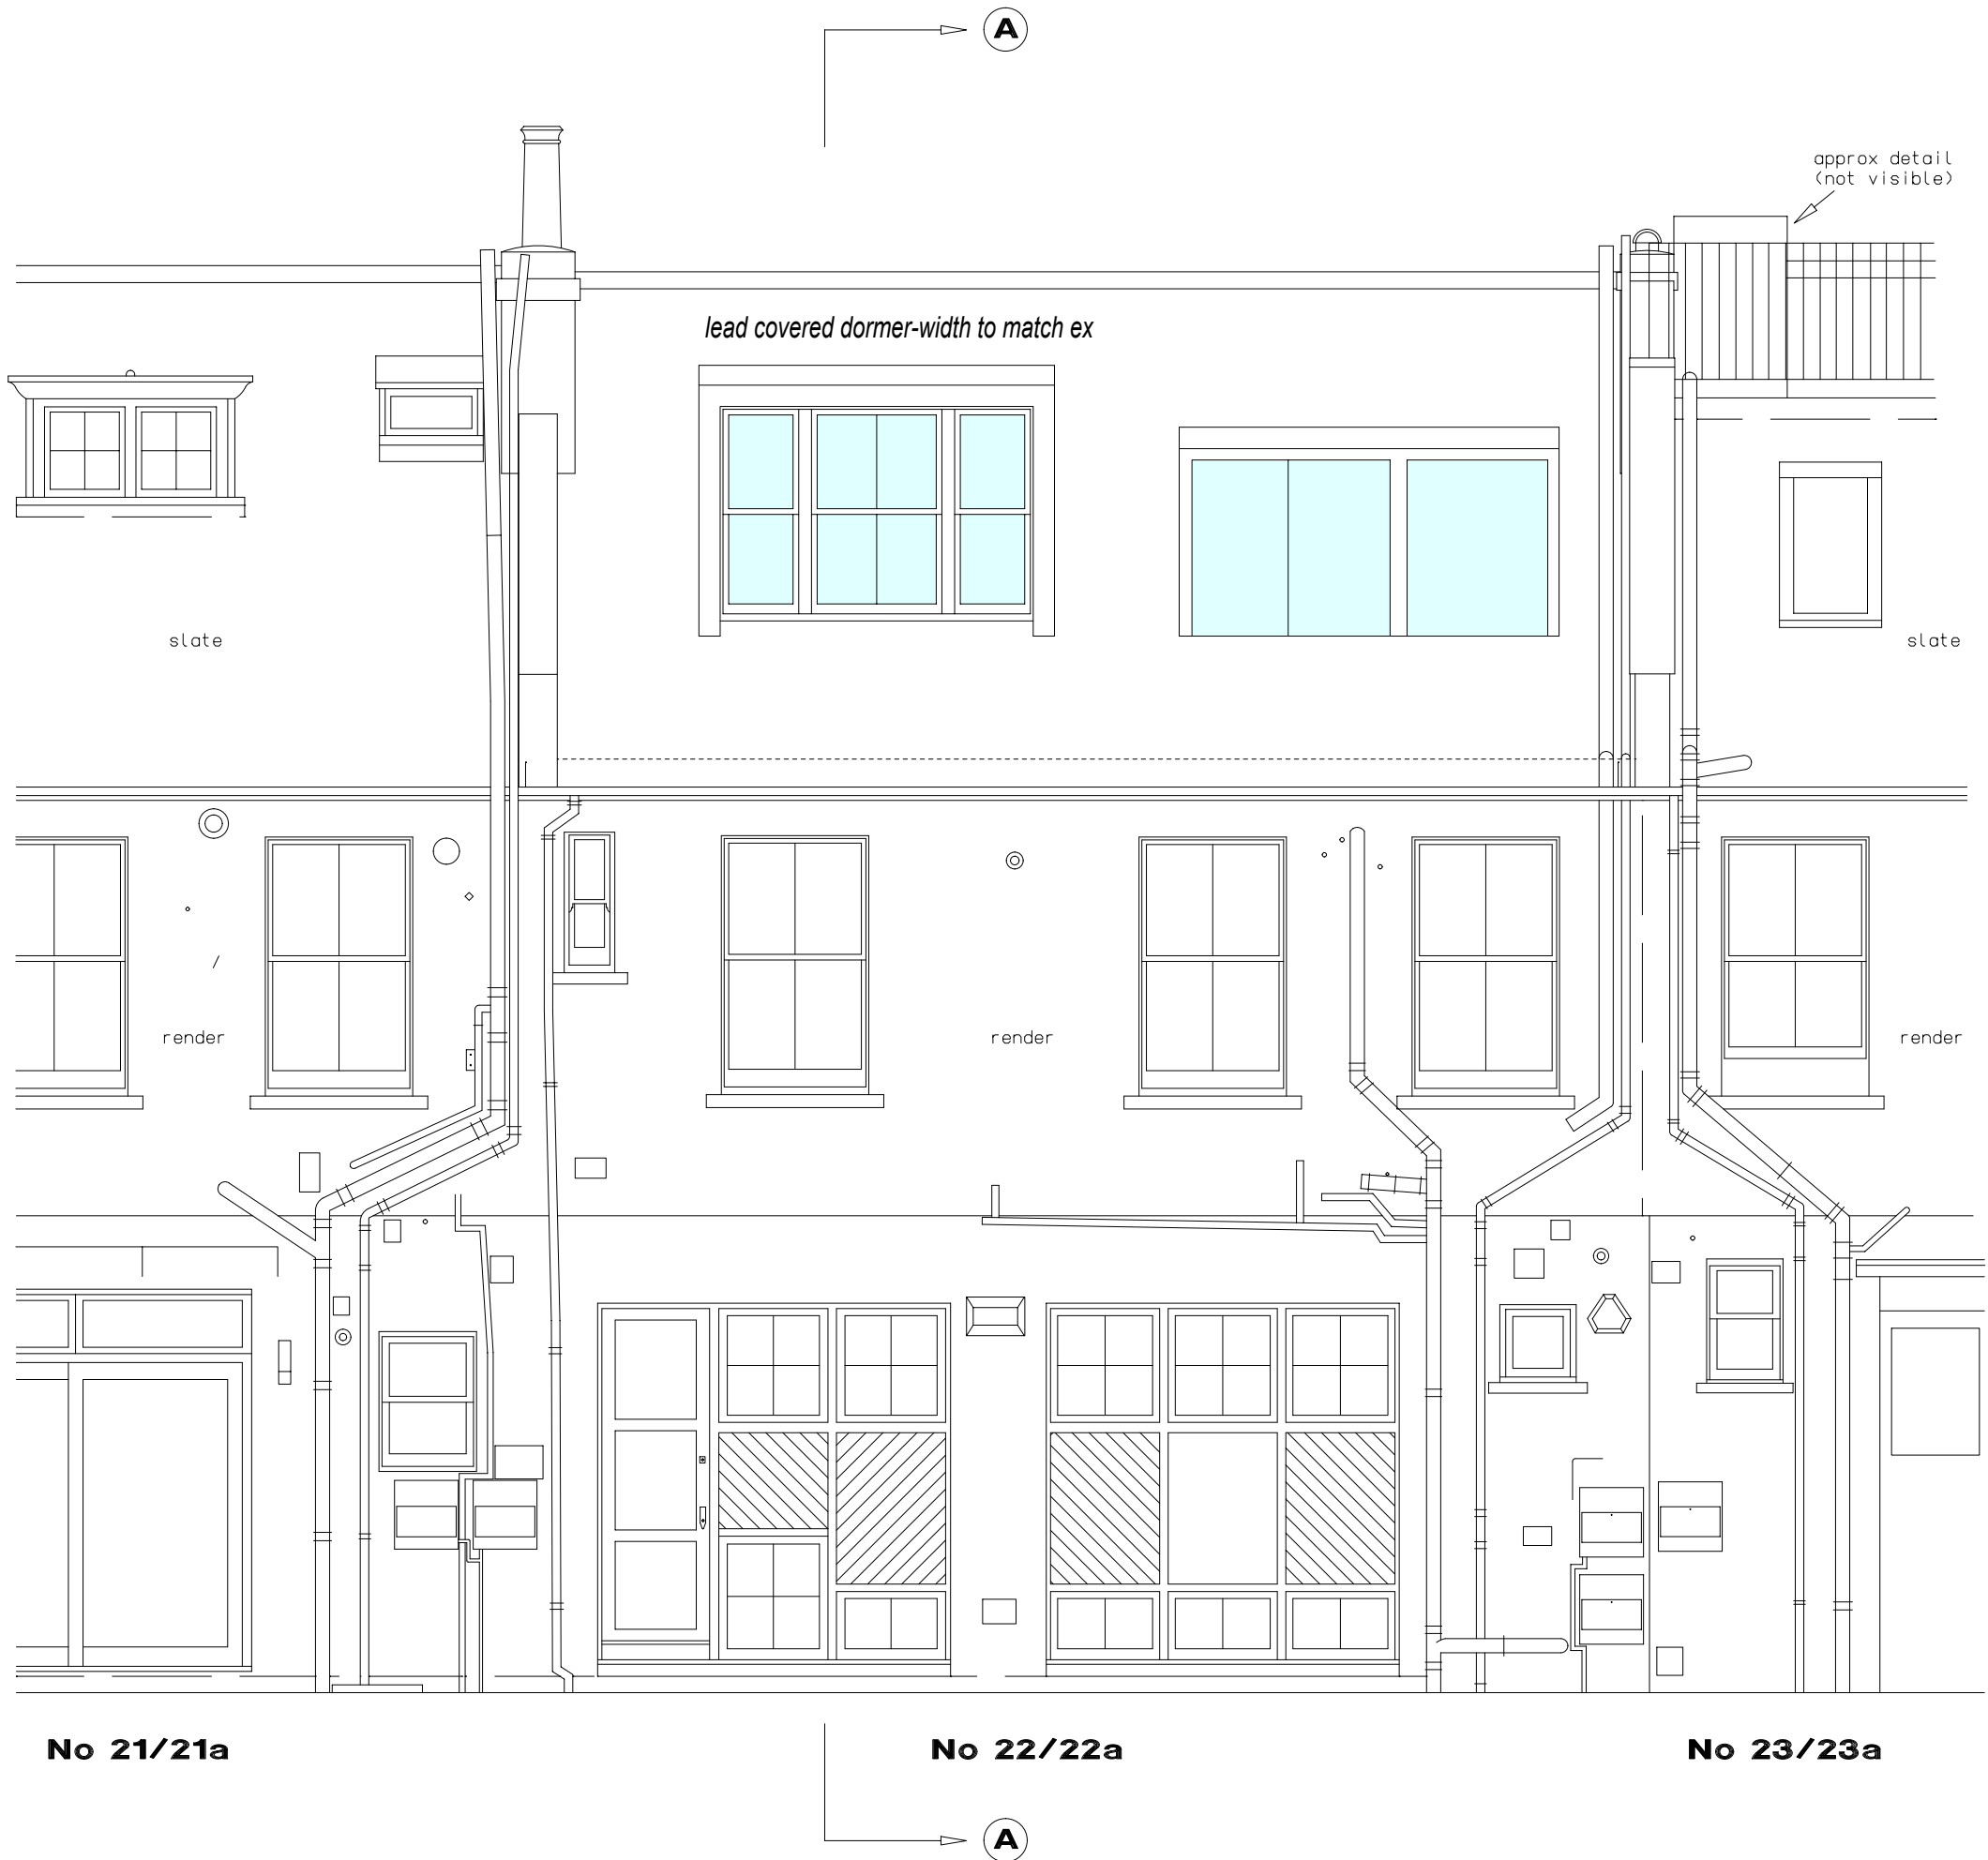 A
approx detail
(not visible)
lead covered dormer-width to match ex
slate
slate
render
render
render
No 21/21a
No 22/22a
No 23/23a
A